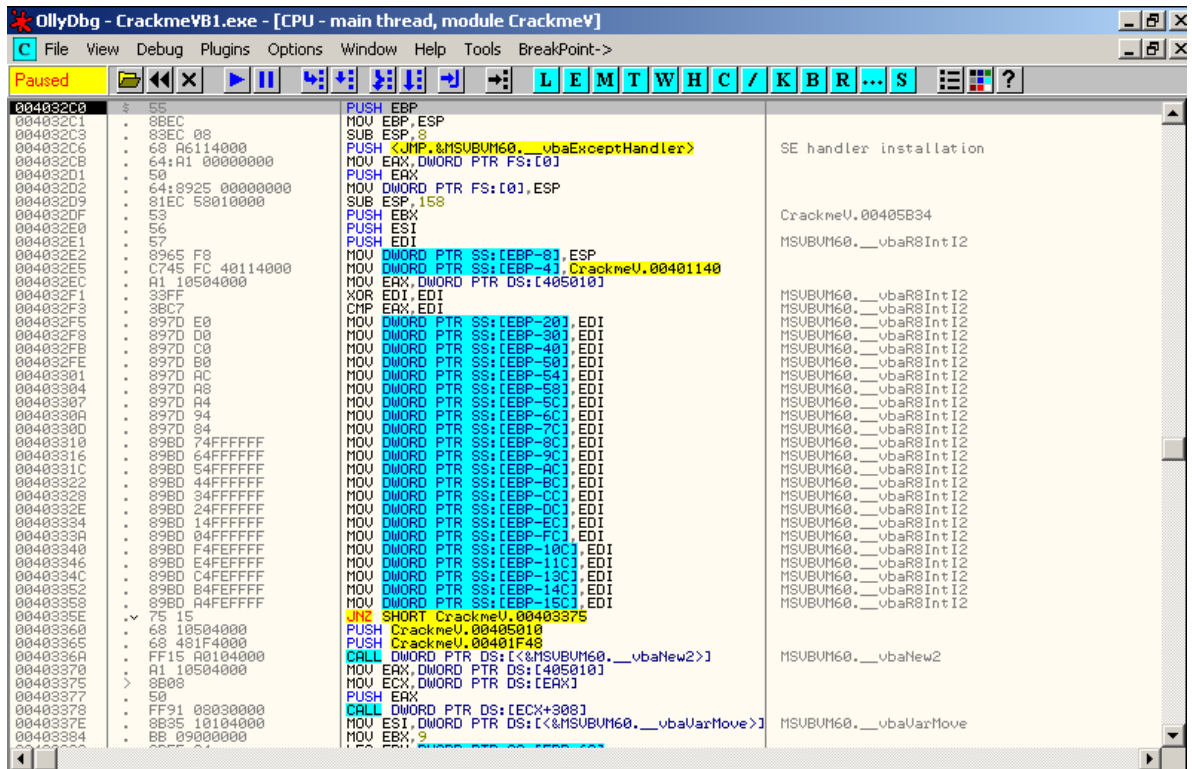 OllyDbg - CrackmeVB1.exe - [CPU - main thread, module CrackmeV]
C File View Debug Plugins Options Window Help Tools BreakPoint->
Paused L E M T W H C / K B R ... S ?
004032C0 $ 55 PUSH EBP
004032C1 . 8BEC MOV EBP,ESP
004032C3 . 83EC 08 SUB ESP,8
004032C6 . 68 A6114000 PUSH <JMP.&MSVBVM60.__vbaExceptHandler> SE handler installation
004032CB . 64:A1 00000000 MOV EAX,DWORD PTR FS:[0]
004032D1 . 50 PUSH EAX
004032D2 . 64:8925 00000000 MOV DWORD PTR FS:[0],ESP
004032D9 . 81EC 58010000 SUB ESP,158
004032DF . 53 PUSH EBX CrackmeV.00405B34
004032E0 . 56 PUSH ESI
004032E1 . 57 PUSH EDI MSVBVM60.__vbaR8IntI2
004032E2 . 8965 F8 MOV DWORD PTR SS:[EBP-8],ESP
004032E5 . C745 FC 40114000 MOV DWORD PTR SS:[EBP-4],CrackmeV.00401140
004032EC . A1 10504000 MOV EAX,DWORD PTR DS:[405010]
004032F1 . 33FF XOR EDI,EDI MSVBVM60.__vbaR8IntI2
004032F3 . 3BC7 CMP EAX,EDI MSVBVM60.__vbaR8IntI2
004032F5 . 897D E0 MOV DWORD PTR SS:[EBP-20],EDI MSVBVM60.__vbaR8IntI2
004032F8 . 897D D0 MOV DWORD PTR SS:[EBP-30],EDI MSVBVM60.__vbaR8IntI2
004032FB . 897D C0 MOV DWORD PTR SS:[EBP-40],EDI MSVBVM60.__vbaR8IntI2
004032FE . 897D B0 MOV DWORD PTR SS:[EBP-50],EDI MSVBVM60.__vbaR8IntI2
00403301 . 897D AC MOV DWORD PTR SS:[EBP-54],EDI MSVBVM60.__vbaR8IntI2
00403304 . 897D A8 MOV DWORD PTR SS:[EBP-58],EDI MSVBVM60.__vbaR8IntI2
00403307 . 897D A4 MOV DWORD PTR SS:[EBP-5C],EDI MSVBVM60.__vbaR8IntI2
0040330A . 897D 94 MOV DWORD PTR SS:[EBP-6C],EDI MSVBVM60.__vbaR8IntI2
0040330D . 897D 84 MOV DWORD PTR SS:[EBP-7C],EDI MSVBVM60.__vbaR8IntI2
00403310 . 89BD 74FFFFFF MOV DWORD PTR SS:[EBP-8C],EDI MSVBVM60.__vbaR8IntI2
00403316 . 89BD 64FFFFFF MOV DWORD PTR SS:[EBP-9C],EDI MSVBVM60.__vbaR8IntI2
0040331C . 89BD 54FFFFFF MOV DWORD PTR SS:[EBP-AC],EDI MSVBVM60.__vbaR8IntI2
00403322 . 89BD 44FFFFFF MOV DWORD PTR SS:[EBP-BC],EDI MSVBVM60.__vbaR8IntI2
00403328 . 89BD 34FFFFFF MOV DWORD PTR SS:[EBP-CC],EDI MSVBVM60.__vbaR8IntI2
0040332E . 89BD 24FFFFFF MOV DWORD PTR SS:[EBP-DC],EDI MSVBVM60.__vbaR8IntI2
00403334 . 89BD 14FFFFFF MOV DWORD PTR SS:[EBP-EC],EDI MSVBVM60.__vbaR8IntI2
0040333A . 89BD 04FFFFFF MOV DWORD PTR SS:[EBP-FC],EDI MSVBVM60.__vbaR8IntI2
00403340 . 89BD F4FEFFFF MOV DWORD PTR SS:[EBP-10C],EDI MSVBVM60.__vbaR8IntI2
00403346 . 89BD E4FEFFFF MOV DWORD PTR SS:[EBP-11C],EDI MSVBVM60.__vbaR8IntI2
0040334C . 89BD C4FEFFFF MOV DWORD PTR SS:[EBP-13C],EDI MSVBVM60.__vbaR8IntI2
00403352 . 89BD B4FEFFFF MOV DWORD PTR SS:[EBP-14C],EDI MSVBVM60.__vbaR8IntI2
00403358 . 89BD A4FEFFFF MOV DWORD PTR SS:[EBP-15C],EDI MSVBVM60.__vbaR8IntI2
0040335E .v 75 15 JNZ SHORT CrackmeV.00403375
00403360 . 68 10504000 PUSH CrackmeV.00405010
00403365 . 68 481F4000 PUSH CrackmeV.00401F48
0040336A . FF15 A0104000 CALL DWORD PTR DS:[<&MSVBVM60.__vbaNew2>] MSVBVM60.__vbaNew2
00403370 . A1 10504000 MOV EAX,DWORD PTR DS:[405010]
00403375 > 8B08 MOV ECX,DWORD PTR DS:[EAX]
00403377 . 50 PUSH EAX
00403378 . FF91 08030000 CALL DWORD PTR DS:[ECX+308]
0040337E . 8B35 10104000 MOV ESI,DWORD PTR DS:[<&MSVBVM60.__vbaVarMove>] MSVBVM60.__vbaVarMove
00403384 . BB 09000000 MOV EBX,9